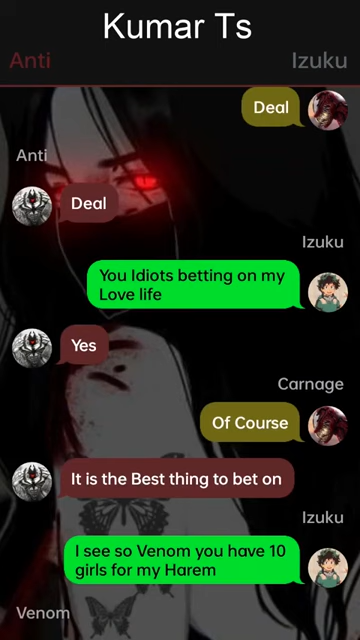 Kumar Ts
Anti
Izuku
Deal
Anti
Deal
Izuku
You Idiots betting on my
Love life
Yes
Carnage
Of Course
It is the Best thing to bet on
Izuku
I see so Venom you have 10
girls for my Harem
Venom